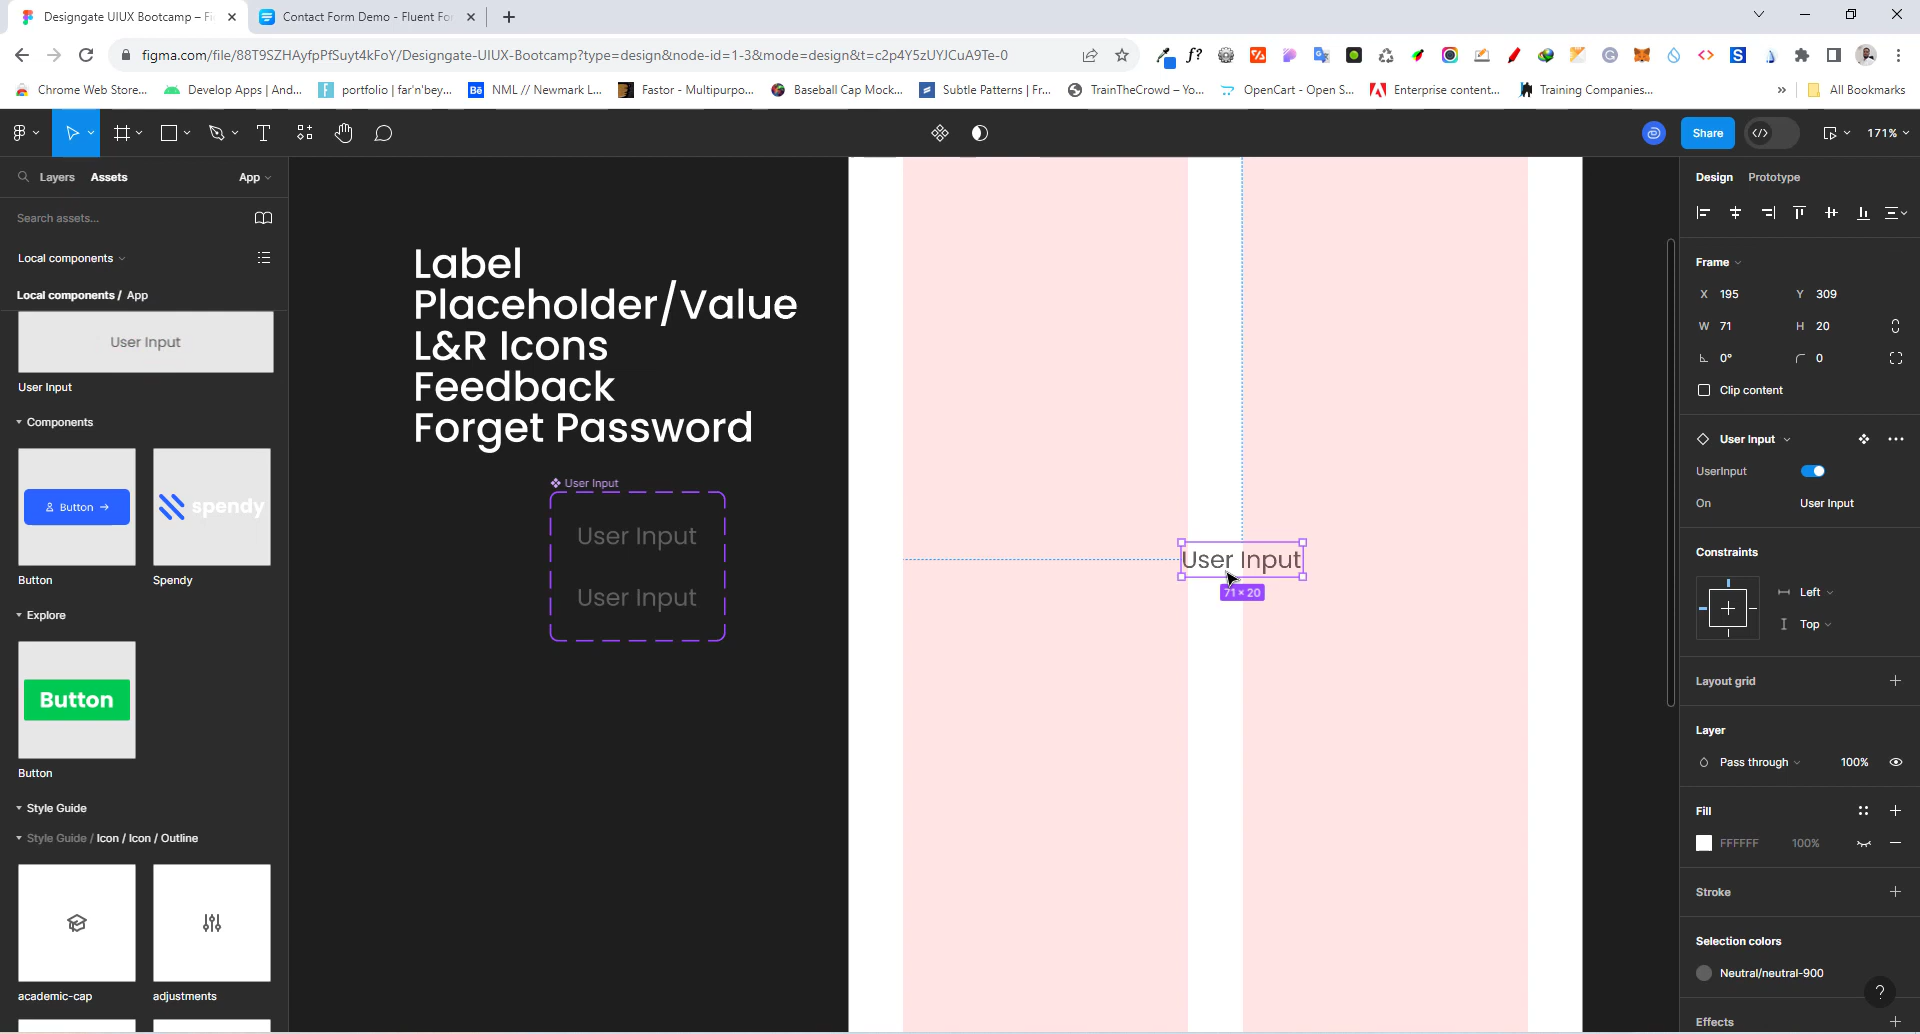 Designgate UIUX Bootcamp – Fi
Contact Form Demo - Fluent For
figma.com/file/88T9SZHAyfpPfSuyt4kFoY/Designgate-UIUX-Bootcamp?type=design&node-id=1-3&mode=design&t=c2p4Y5zUYJCuA9Te-0
Chrome Web Store...
Develop Apps | And...
portfolio | far'n'bey...
NML // Newmark L...
Fastor - Multipurpo...
Baseball Cap Mock...
Subtle Patterns | Fr...
TrainTheCrowd – Yo...
OpenCart - Open S...
Enterprise content...
Training Companies...
»
All Bookmarks
Share
171%
Layers
Assets
App
Search assets...
Local components
Local components / App
User Input
User Input
Components
Button
spendy
Button
Spendy
Explore
Button
Button
Style Guide
Style Guide / Icon / Icon / Outline
academic-cap
adjustments
Label
Placeholder/Value
L&R Icons
Feedback
Forget Password
User Input
User Input
User Input
User Input
71 × 20
Design
Prototype
Frame
X 195
Y 309
W 71
H 20
0°
0
Clip content
User Input
UserInput
On
User Input
Constraints
Left
Top
Layout grid
Layer
Pass through
100%
Fill
FFFFFF
100%
Stroke
Selection colors
Neutral/neutral-900
?
Effects